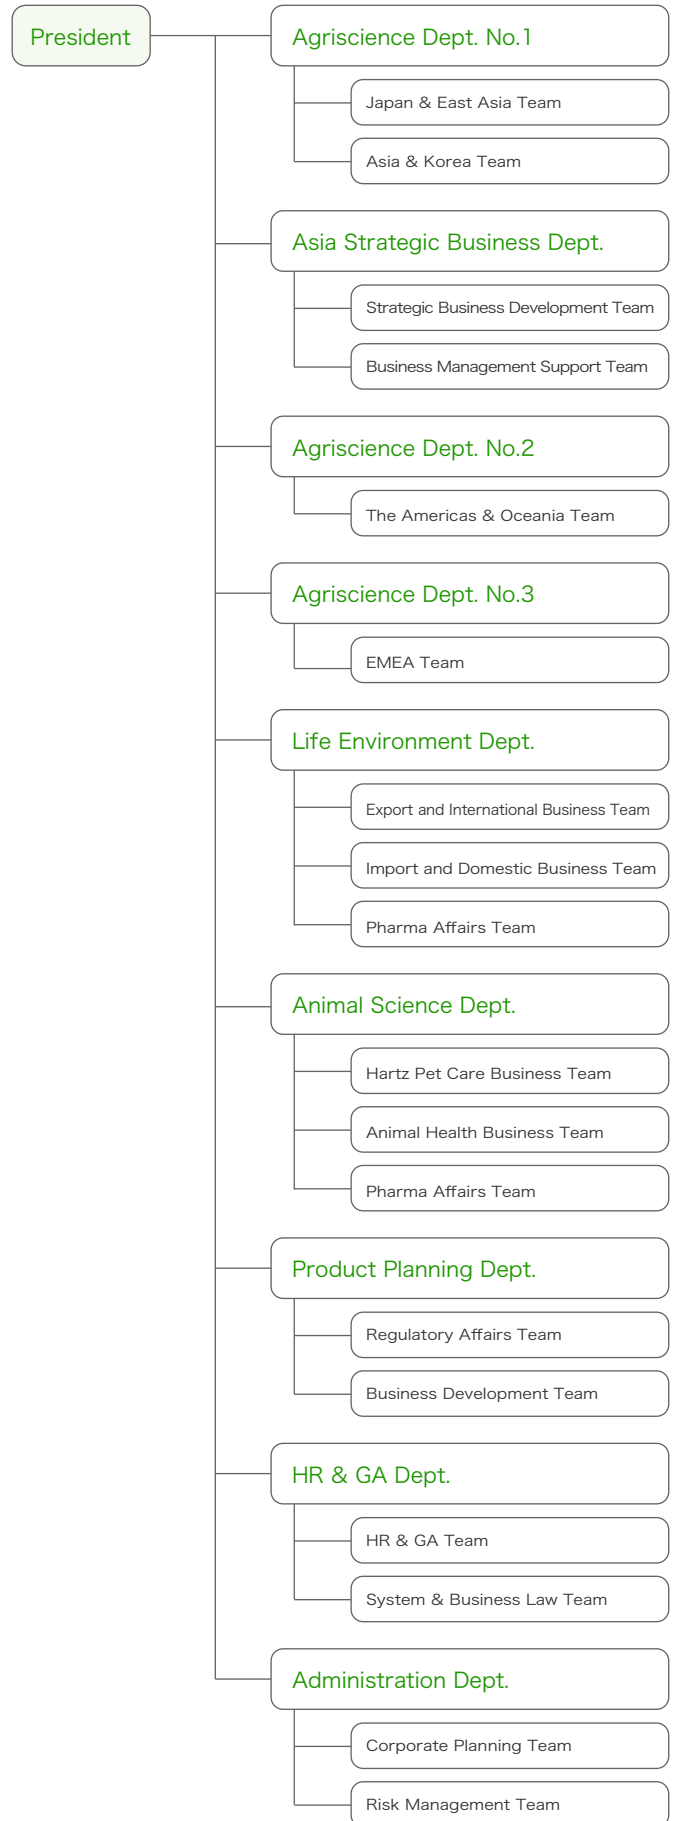 President
Agriscience Dept. No.1
Japan & East Asia Team
Asia & Korea Team
Asia Strategic Business Dept.
Strategic Business Development Team
Business Management Support Team
Agriscience Dept. No.2
The Americas & Oceania Team
Agriscience Dept. No.3
EMEA Team
Life Environment Dept.
Export and International Business Team
Import and Domestic Business Team
Pharma Affairs Team
Animal Science Dept.
Hartz Pet Care Business Team
Animal Health Business Team
Pharma Affairs Team
Product Planning Dept.
Regulatory Affairs Team
Business Development Team
HR & GA Dept.
HR & GA Team
System & Business Law Team
Administration Dept.
Corporate Planning Team
Risk Management Team